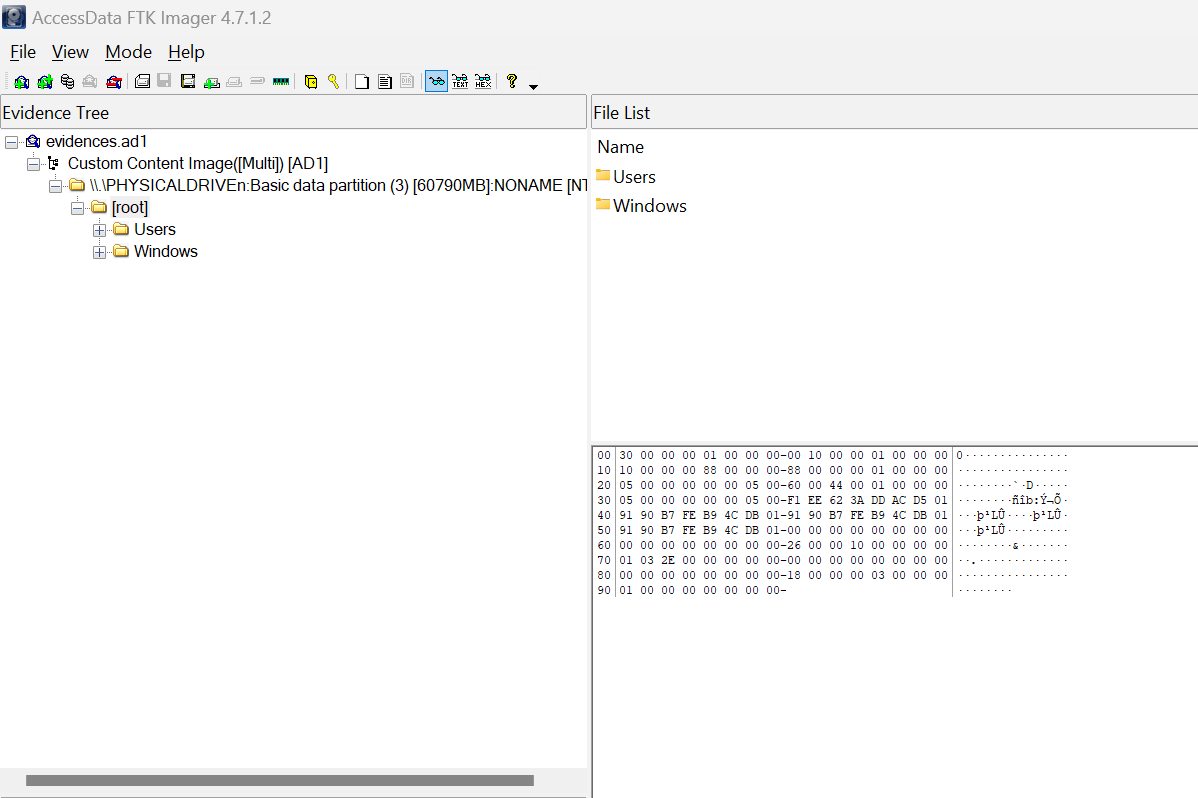 AccessData FTK Imager 4.7.1.2
File View Mode Help
TEXT HEX
Evidence Tree
evidences.ad1
Custom Content Image([Multi]) [AD1]
\\.\PHYSICALDRIVEn:Basic data partition (3) [60790MB]:NONAME [NT
[root]
Users
Windows
File List
Name
Users
Windows
00 30 00 00 00 01 00 00 00-00 10 00 00 01 00 00 00 0···············
10 10 00 00 00 88 00 00 00-88 00 00 00 01 00 00 00 ················
20 05 00 00 00 00 00 05 00-60 00 44 00 01 00 00 00 ········`·D·····
30 05 00 00 00 00 00 05 00-F1 EE 62 3A DD AC D5 01 ········ñîb:Ý¬Õ·
40 91 90 B7 FE B9 4C DB 01-91 90 B7 FE B9 4C DB 01 ···þ¹LÛ····þ¹LÛ·
50 91 90 B7 FE B9 4C DB 01-00 00 00 00 00 00 00 00 ···þ¹LÛ·········
60 00 00 00 00 00 00 00 00-26 00 00 10 00 00 00 00 ········&·······
70 01 03 2E 00 00 00 00 00-00 00 00 00 00 00 00 00 ··.·············
80 00 00 00 00 00 00 00 00-18 00 00 00 03 00 00 00 ················
90 01 00 00 00 00 00 00 00- ········